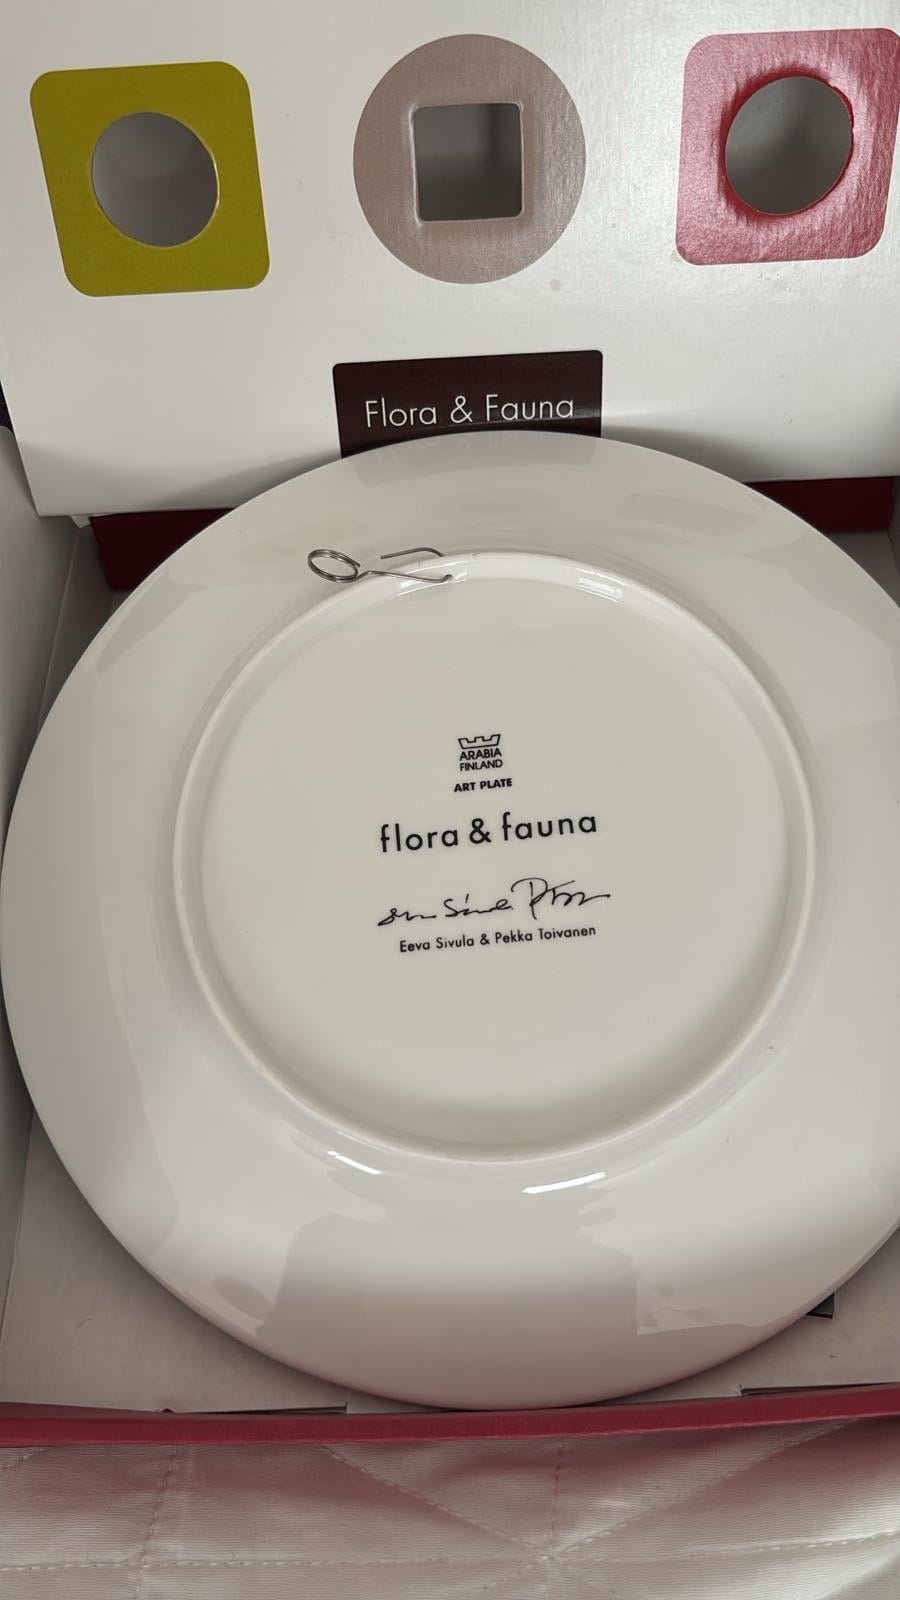 Flora & Fauna
ARABIA
FINLAND
ART PLATE
flora & fauna
Eeva Sivula & Pekka Toivanen